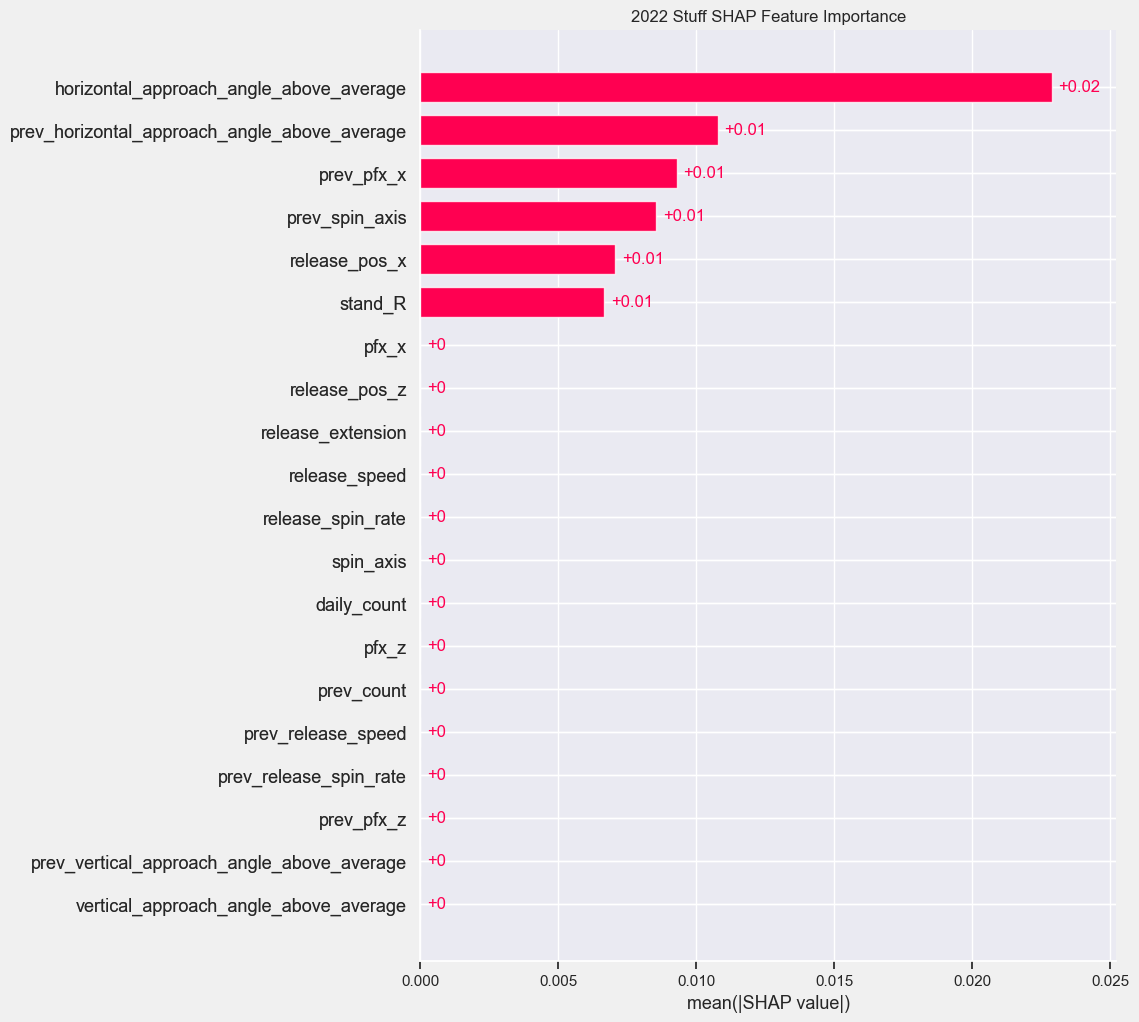 2022 Stuff SHAP Feature Importance
horizontal_approach_angle_above_average +0.02
prev_horizontal_approach_angle_above_average +0.01
prev_pfx_x +0.01
prev_spin_axis +0.01
release_pos_x +0.01
stand_R +0.01
pfx_x +0
release_pos_z +0
release_extension +0
release_speed +0
release_spin_rate +0
spin_axis +0
daily_count +0
pfx_z +0
prev_count +0
prev_release_speed +0
prev_release_spin_rate +0
prev_pfx_z +0
prev_vertical_approach_angle_above_average +0
vertical_approach_angle_above_average +0
0.000 0.005 0.010 0.015 0.020 0.025
mean(|SHAP value|)